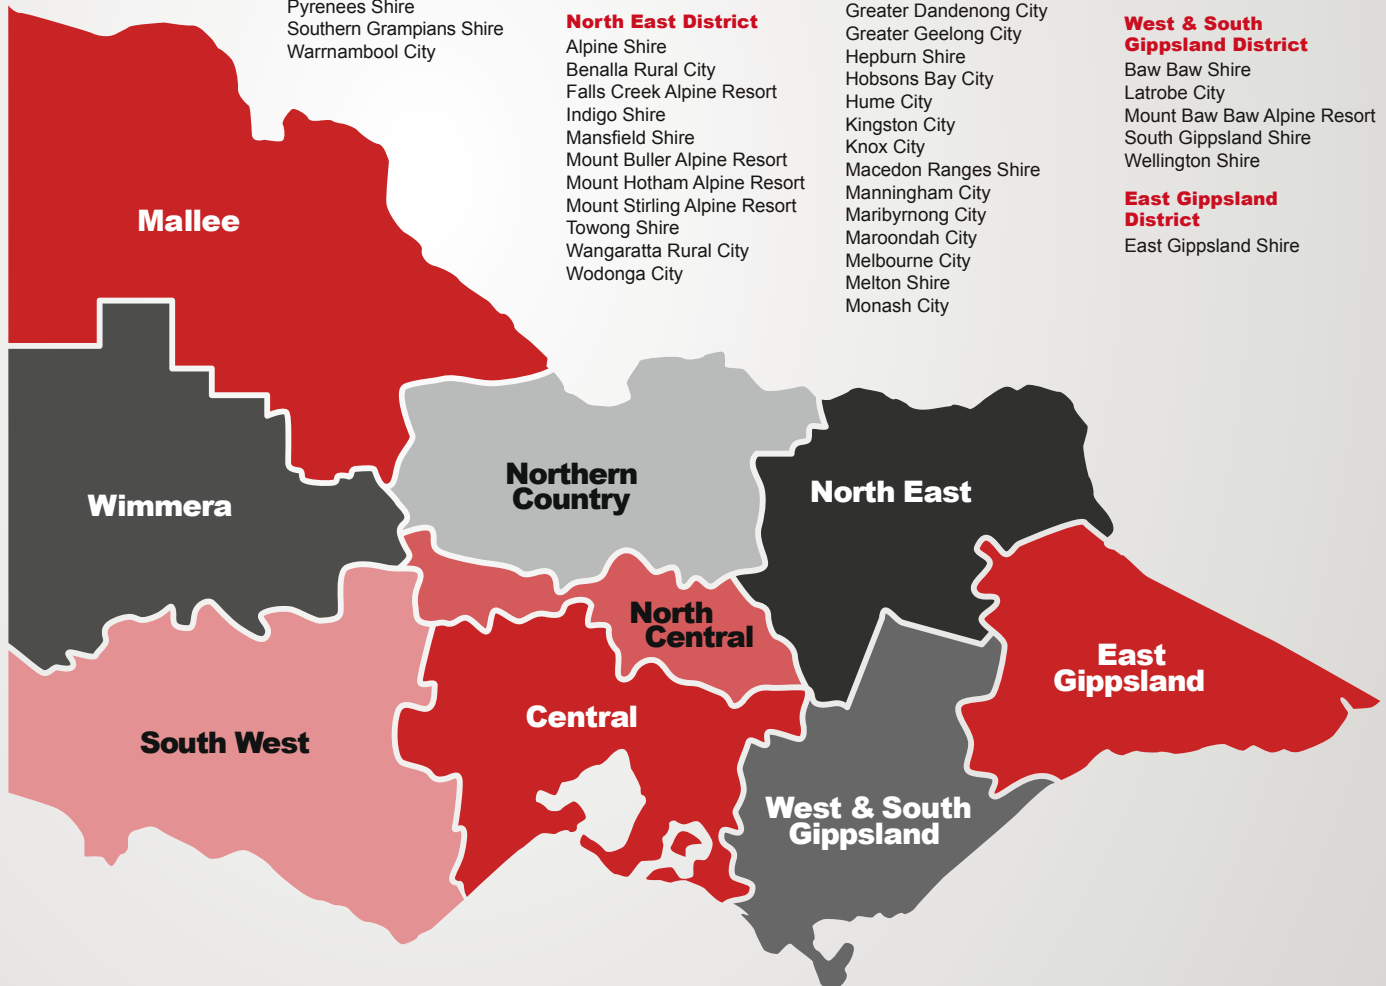 Pyrenees Shire
Southern Grampians Shire
Warrnambool City
North East District
Alpine Shire
Benalla Rural City
Falls Creek Alpine Resort
Indigo Shire
Mansfield Shire
Mount Buller Alpine Resort
Mount Hotham Alpine Resort
Mount Stirling Alpine Resort
Towong Shire
Wangaratta Rural City
Wodonga City
Greater Dandenong City
Greater Geelong City
Hepburn Shire
Hobsons Bay City
Hume City
Kingston City
Knox City
Macedon Ranges Shire
Manningham City
Maribyrnong City
Maroondah City
Melbourne City
Melton Shire
Monash City
West & South
Gippsland District
Baw Baw Shire
Latrobe City
Mount Baw Baw Alpine Resort
South Gippsland Shire
Wellington Shire
East Gippsland
District
East Gippsland Shire
Mallee
Wimmera
Northern
Country
North East
North
Central
East
Gippsland
Central
South West
West & South
Gippsland